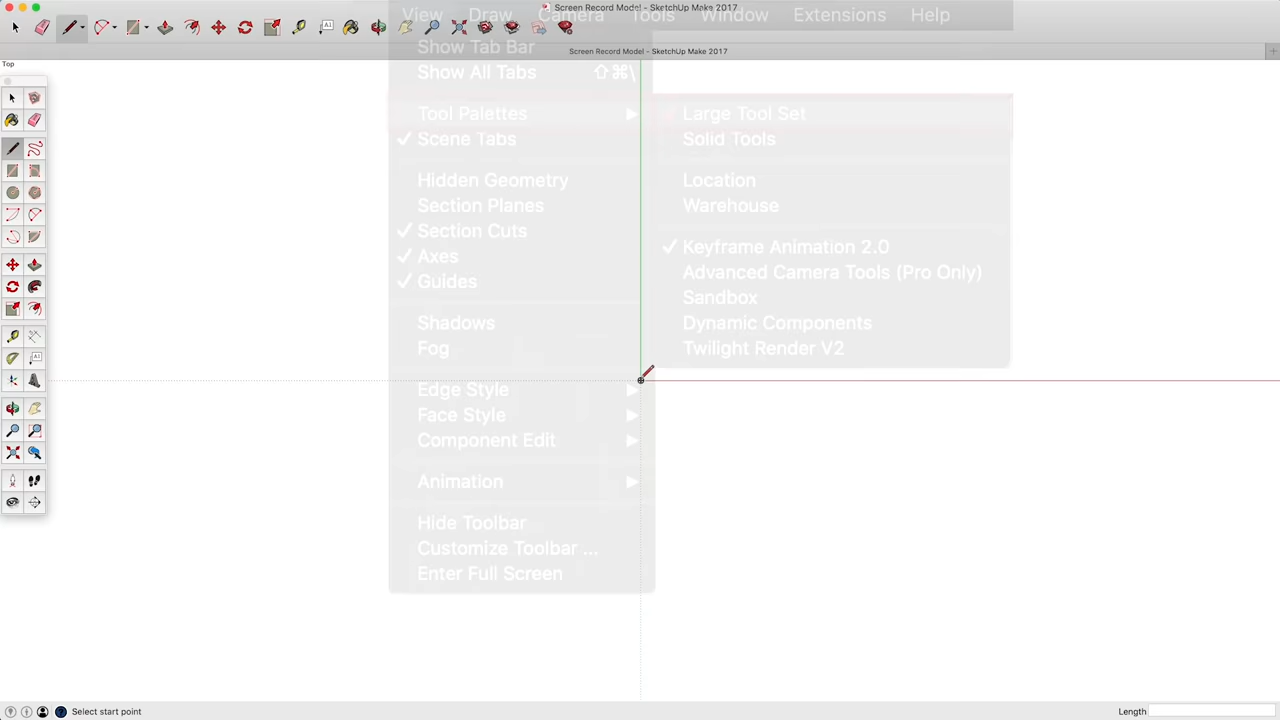 Screen Record Model - SketchUp Make 2017
View Draw Camera Tools Window Extensions Help
Screen Record Model - SketchUp Make 2017
Top
Show Tab Bar
Show All Tabs ⇧⌘\
Tool Palettes ▶
✓ Scene Tabs
Hidden Geometry
Section Planes
✓ Section Cuts
✓ Axes
✓ Guides
Shadows
Fog
Edge Style ▶
Face Style ▶
Component Edit ▶
Animation ▶
Hide Toolbar
Customize Toolbar ...
Enter Full Screen
Large Tool Set
Solid Tools
Location
Warehouse
✓ Keyframe Animation 2.0
Advanced Camera Tools (Pro Only)
Sandbox
Dynamic Components
Twilight Render V2
Select start point
Length